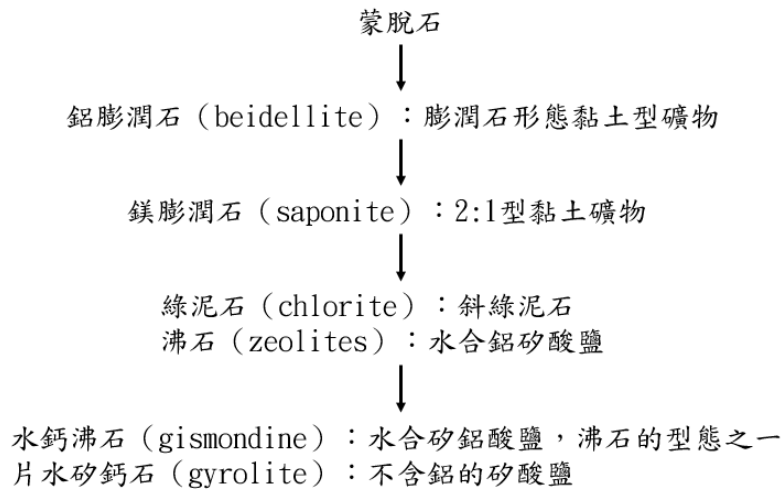 蒙脫石
鋁膨潤石（beidellite）：膨潤石形態黏土型礦物
鎂膨潤石（saponite）：2:1型黏土礦物
綠泥石（chlorite）：斜綠泥石
沸石（zeolites）：水合鋁矽酸鹽
水鈣沸石（gismondine）：水合矽鋁酸鹽，沸石的型態之一
片水矽鈣石（gyrolite）：不含鋁的矽酸鹽